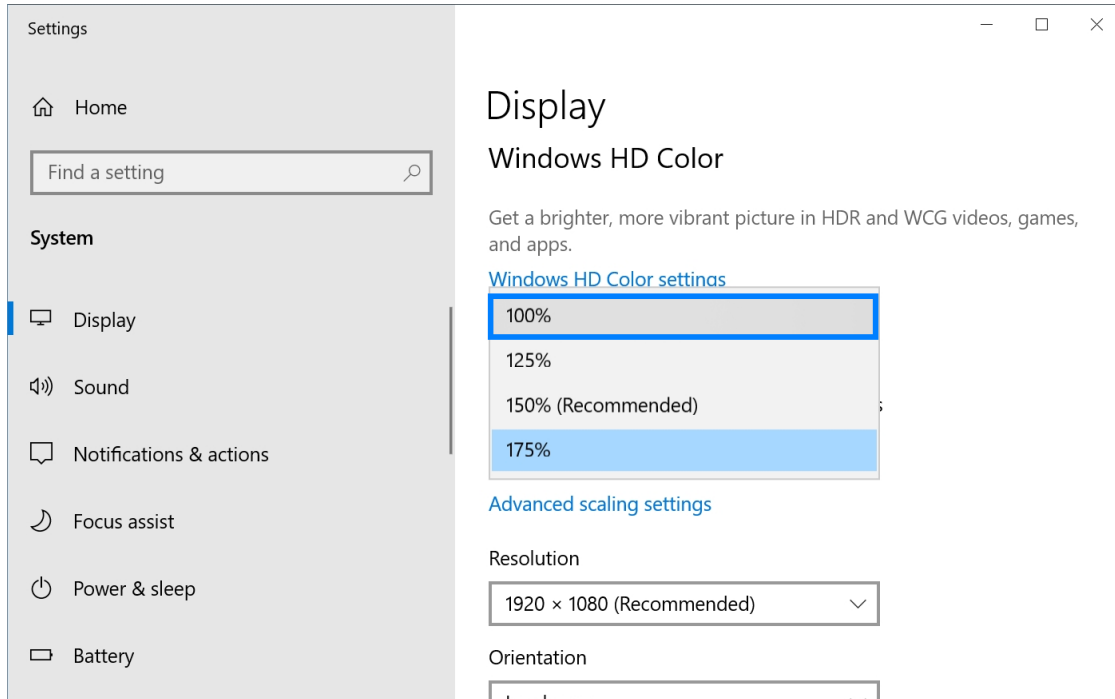 Settings
Home
Find a setting
System
Display
Sound
Notifications & actions
Focus assist
Power & sleep
Battery
Display
Windows HD Color
Get a brighter, more vibrant picture in HDR and WCG videos, games,
and apps.
Windows HD Color settings
100%
125%
150% (Recommended)
175%
Advanced scaling settings
Resolution
1920 × 1080 (Recommended)
Orientation